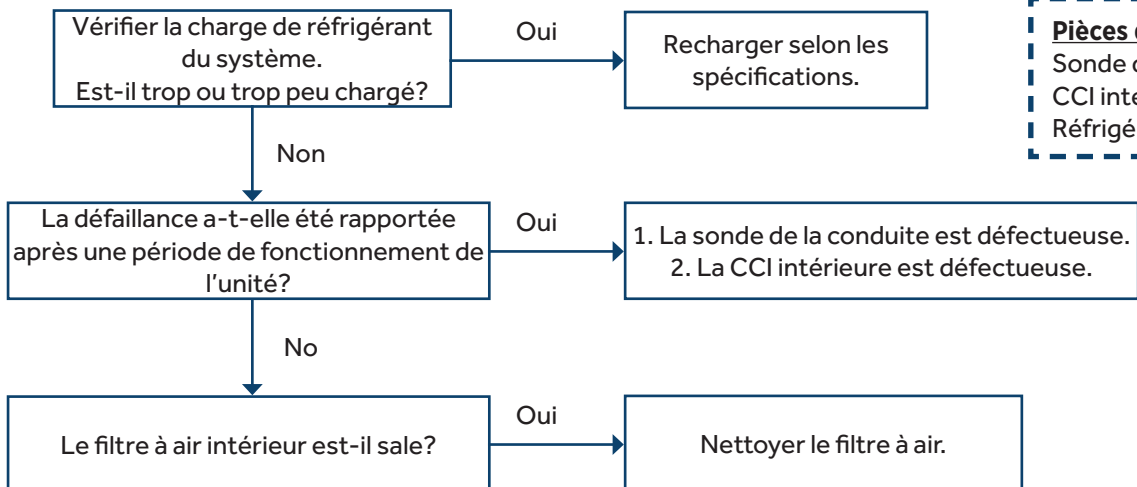 Vérifier la charge de réfrigérant
du système.
Est-il trop ou trop peu chargé?
Oui
Recharger selon les
spécifications.
Pièces
Sonde
CCI
Non
La défaillance a-t-elle été rapportée
après une période de fonctionnement de
l'unité?
Oui
1. La sonde de la conduite est défectueuse.
2. La CCI intérieure est défectueuse.
No
Le filtre à air intérieur est-il sale?
Oui
Nettoyer le filtre à air.